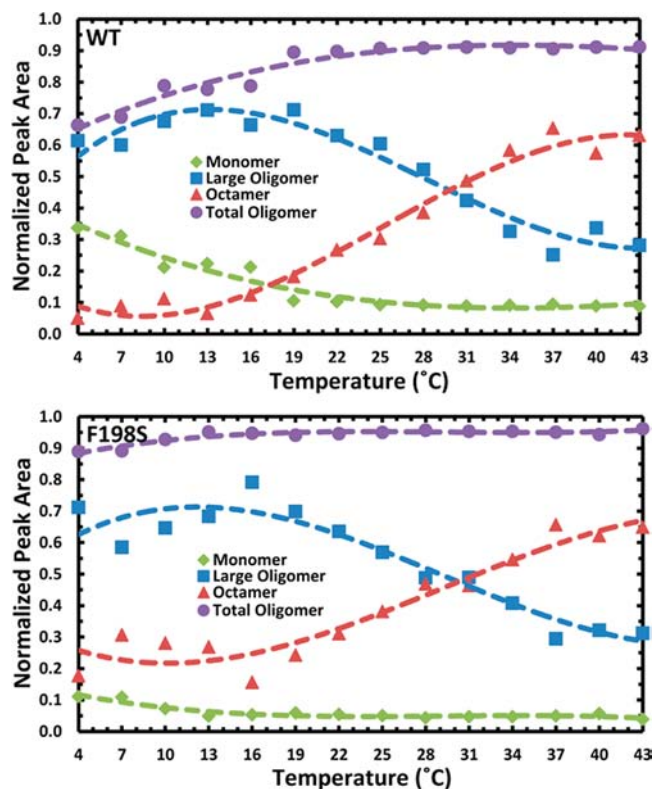 WT
Normalized Peak Area
1.0
0.9
0.8
0.7
0.6
0.5
0.4
0.3
0.2
0.1
0.0
Monomer
Large Oligomer
Octamer
Total Oligomer
4 7 10 13 16 19 22 25 28 31 34 37 40 43
Temperature (˚C)
F198S
Normalized Peak Area
1.0
0.9
0.8
0.7
0.6
0.5
0.4
0.3
0.2
0.1
0.0
Monomer
Large Oligomer
Octamer
Total Oligomer
4 7 10 13 16 19 22 25 28 31 34 37 40 43
Temperature (˚C)